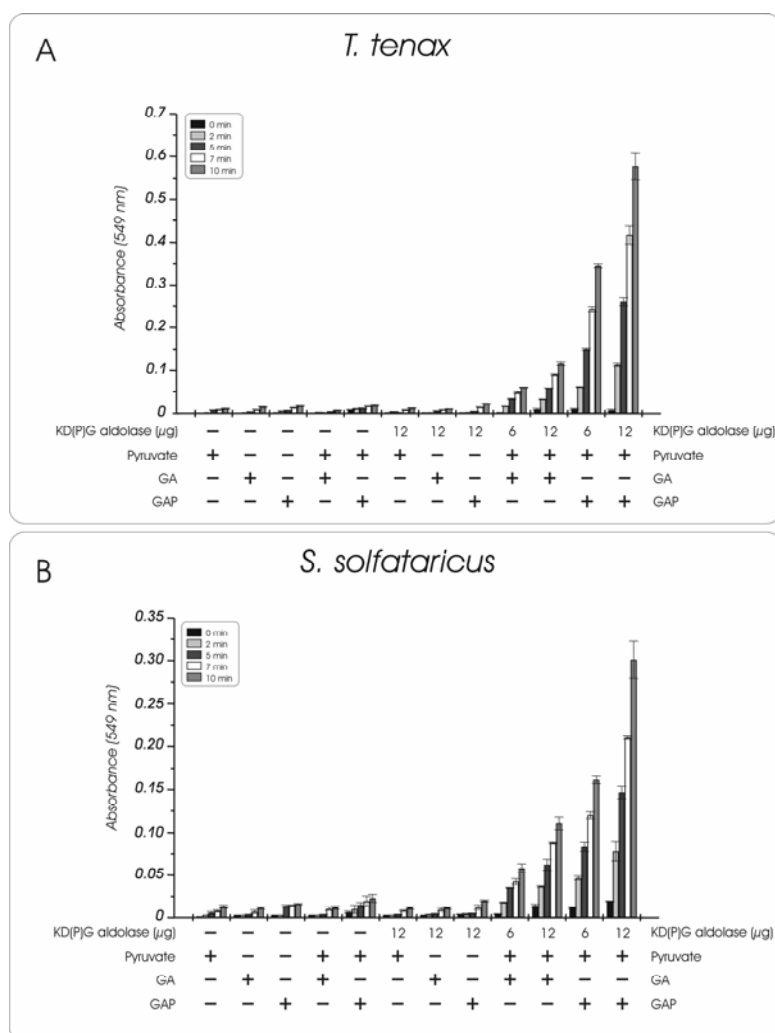 A
T. tenax
0.7
0 min
2 min
5 min
7 min
10 min
0.6
0.5
0.4
0.3
0.2
0.1
0
Absorbance (549 nm)
KD(P)G aldolase (µg) – – – – – 12 12 12 6 12 6 12 KD(P)G aldolase (µg)
Pyruvate + – – + + + – – + + + + Pyruvate
GA – + – + – – + – + + – – GA
GAP – – + – + – – + – – + + GAP
B
S. solfataricus
0.35
0 min
2 min
5 min
7 min
10 min
0.30
0.25
0.20
0.15
0.10
0.05
0
Absorbance (549 nm)
KD(P)G aldolase (µg) – – – – – 12 12 12 6 12 6 12 KD(P)G aldolase (µg)
Pyruvate + – – + + + – – + + + + Pyruvate
GA – + – + – – + – + + – – GA
GAP – – + – + – – + – – + + GAP